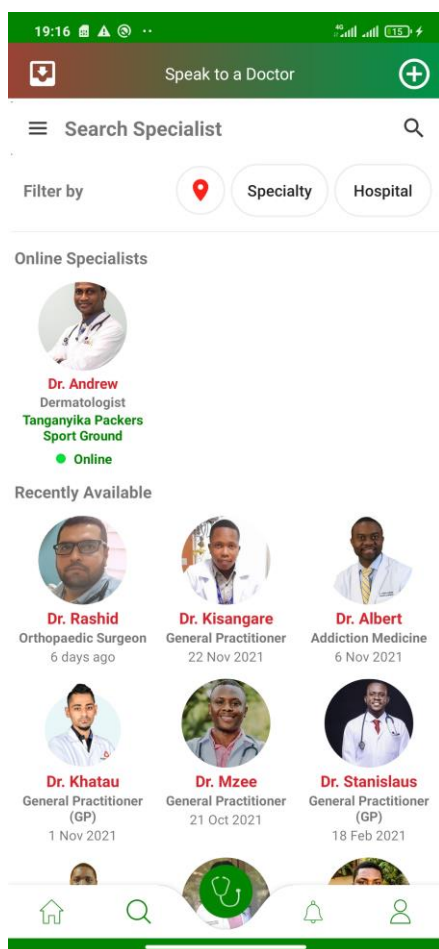 19:16
4G
15
Speak to a Doctor
Search Specialist
Filter by
Specialty
Hospital
Online Specialists
Dr. Andrew
Dermatologist
Tanganyika Packers
Sport Ground
Online
Recently Available
Dr. Rashid
Orthopaedic Surgeon
6 days ago
Dr. Kisangare
General Practitioner
22 Nov 2021
Dr. Albert
Addiction Medicine
6 Nov 2021
Dr. Khatau
General Practitioner
(GP)
1 Nov 2021
Dr. Mzee
General Practitioner
21 Oct 2021
Dr. Stanislaus
General Practitioner
(GP)
18 Feb 2021